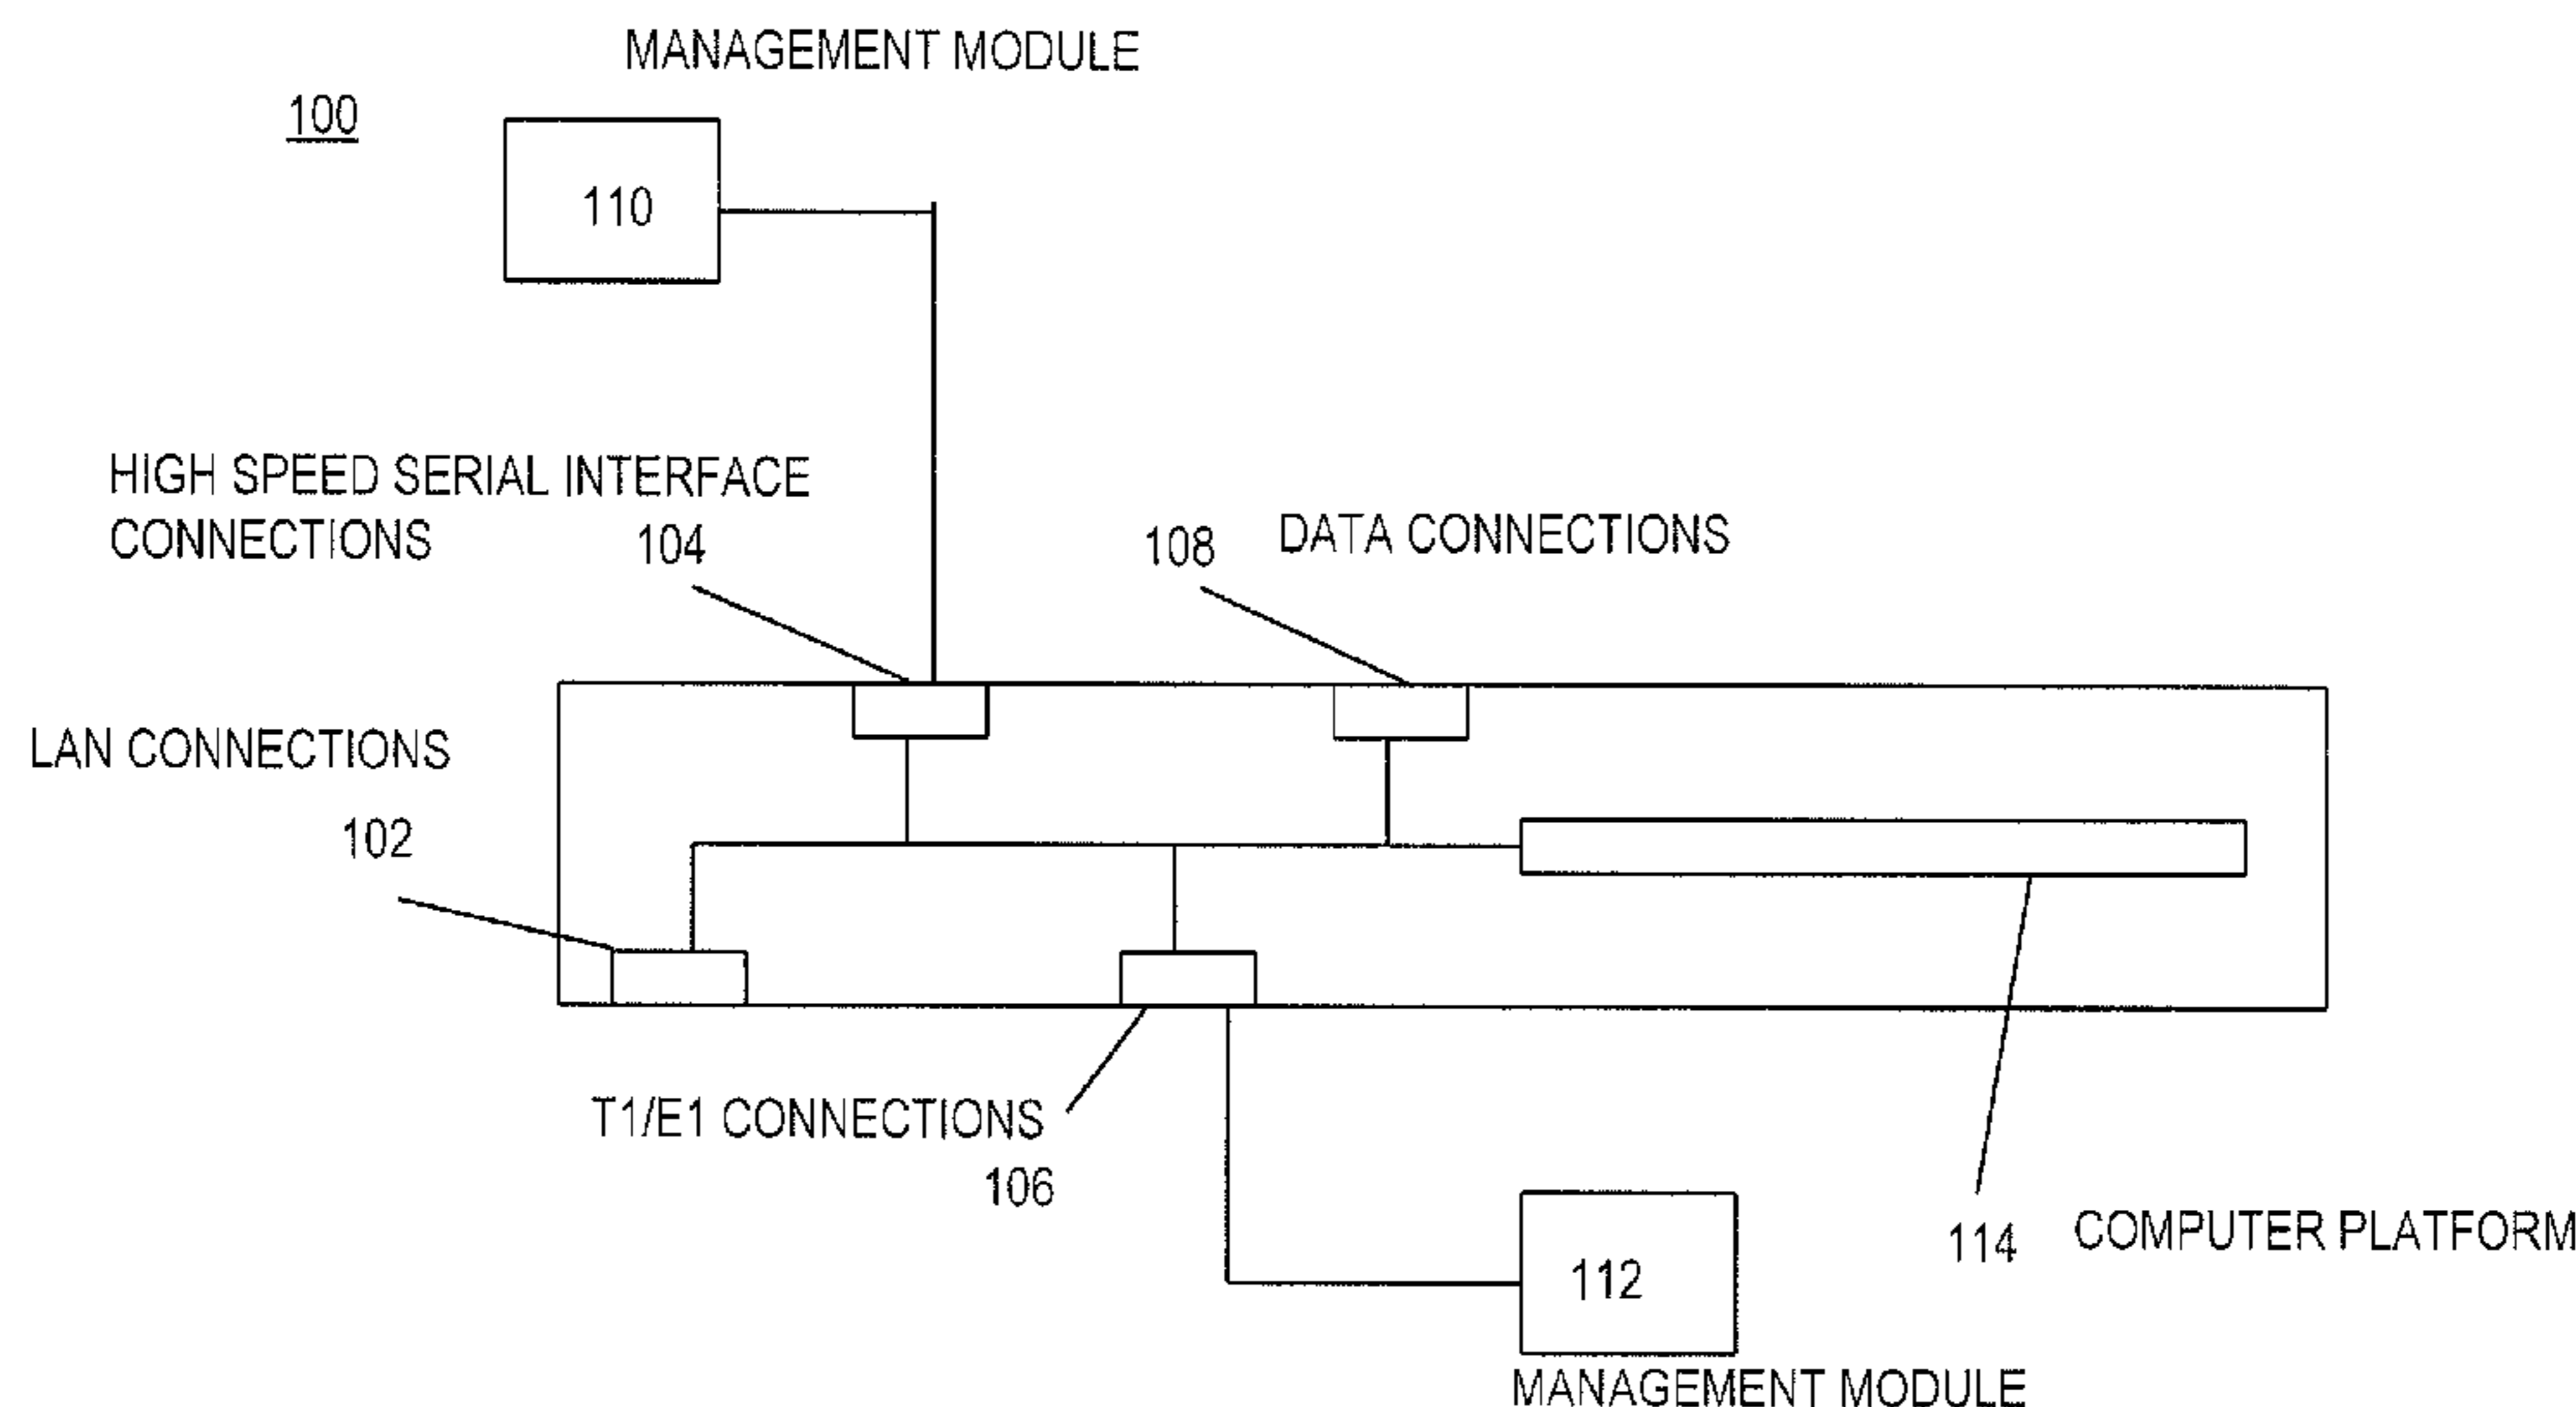 MANAGEMENT MODULE
100
110
HIGH SPEED SERIAL INTERFACE
CONNECTIONS
104
108
DATA CONNECTIONS
LAN CONNECTIONS
102
T1/E1 CONNECTIONS
106
114
COMPUTER PLATFORM
112
MANAGEMENT MODULE